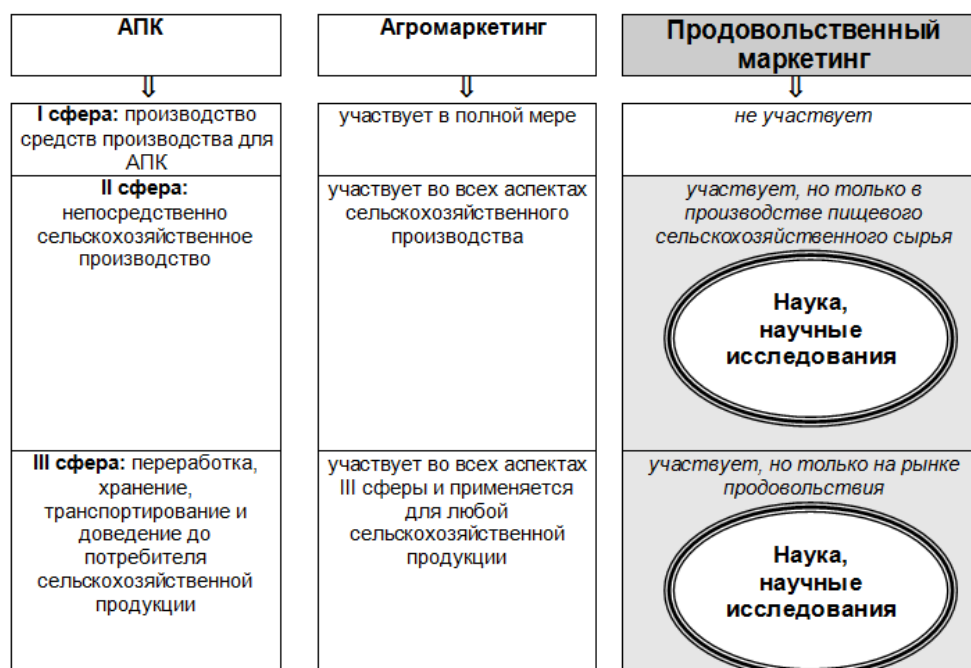 АПК
Агромаркетинг
Продовольственный
маркетинг
I сфера: производство
средств производства для
АПК
участвует в полной мере
не участвует
II сфера:
непосредственно
сельскохозяйственное
производство
участвует во всех аспектах
сельскохозяйственного
производства
участвует, но только в
производстве пищевого
сельскохозяйственного сырья
Наука,
научные
исследования
III сфера: переработка,
хранение,
транспортирование и
доведение до
потребителя
сельскохозяйственной
продукции
участвует во всех аспектах
III сферы и применяется
для любой
сельскохозяйственной
продукции
участвует, но только на рынке
продовольствия
Наука,
научные
исследования